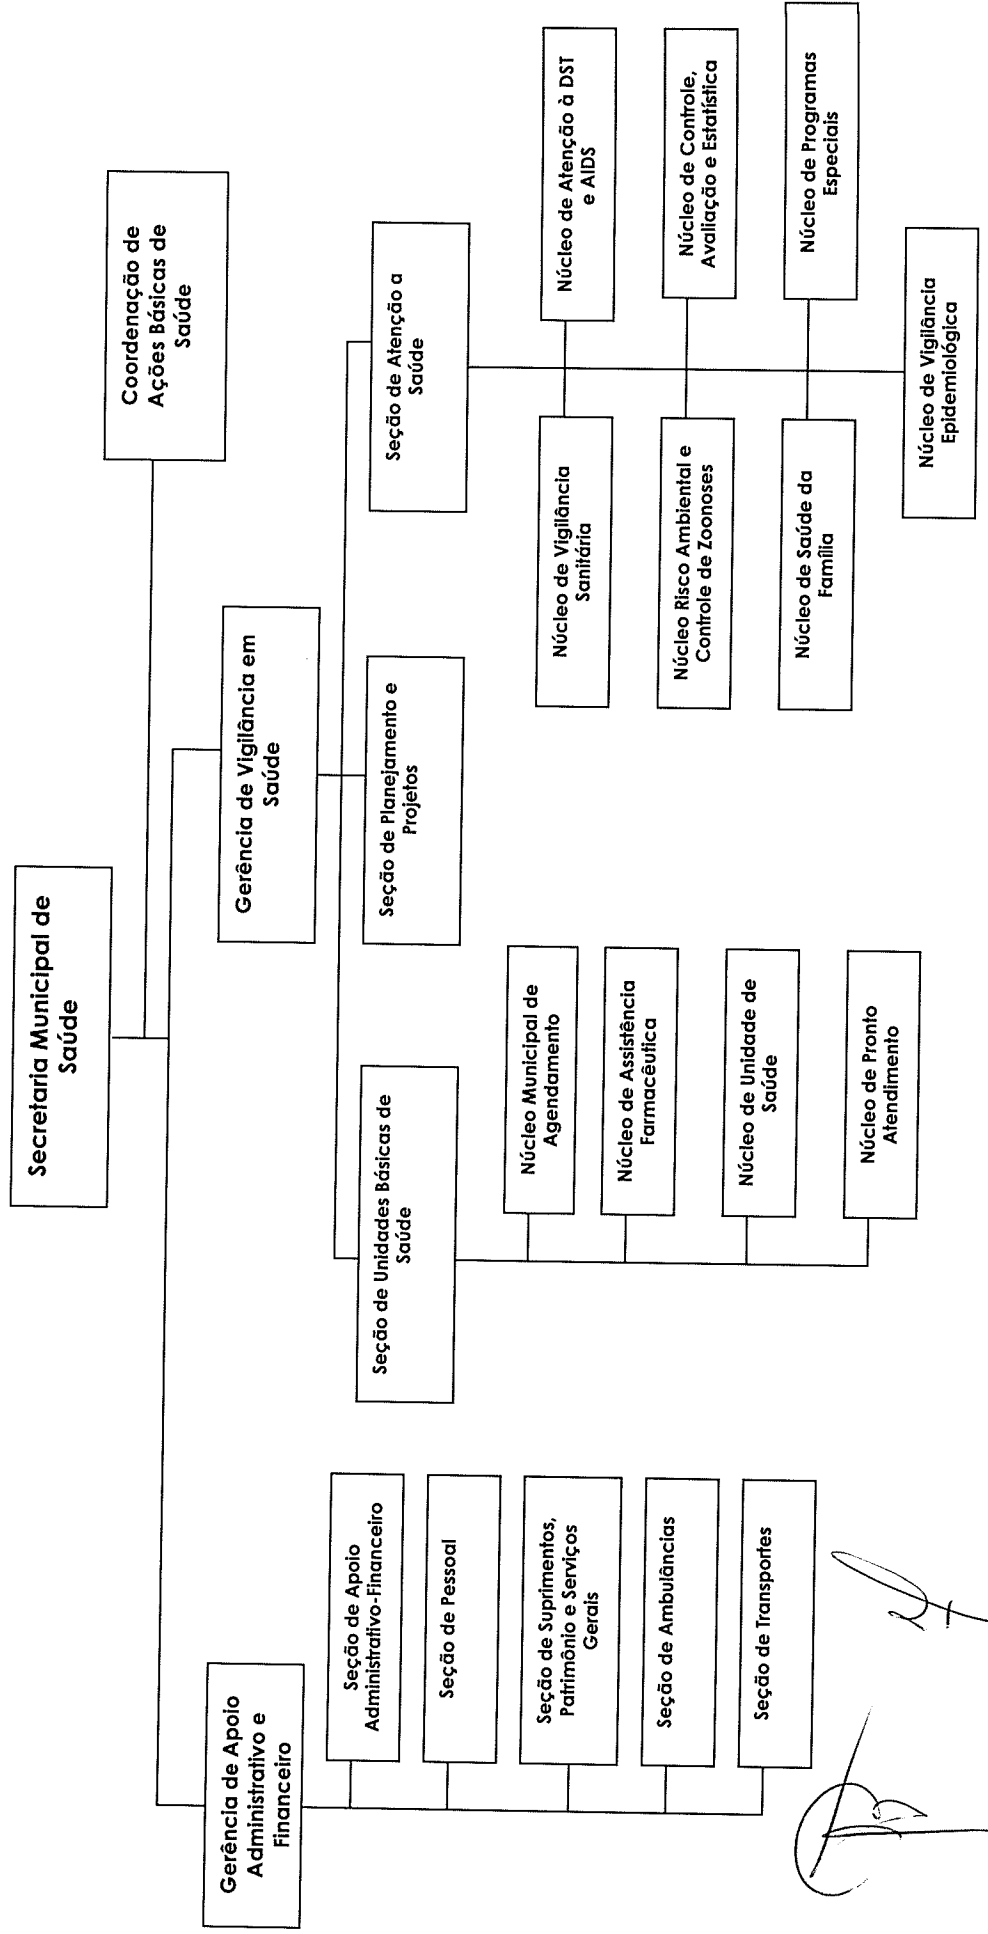 Secretaria Municipal de
Saúde
Coordenação de
Ações Básicas de
Saúde
Gerência de Apoio
Administrativo e
Financeiro
Seção de Apoio
Administrativo-Financeiro
Seção de Pessoal
Seção de Suprimentos,
Patrimônio e Serviços
Gerais
Seção de Ambulâncias
Seção de Transportes
Gerência de Vigilância em
Saúde
Seção de Unidades Básicas de
Saúde
Núcleo Municipal de
Agendamento
Núcleo de Assistência
Farmacêutica
Núcleo de Unidade de
Saúde
Núcleo de Pronto
Atendimento
Seção de Planejamento e
Projetos
Seção de Atenção a
Saúde
Núcleo de Vigilância
Sanitária
Núcleo de Atenção à DST
e AIDS
Núcleo Risco Ambiental e
Controle de Zoonoses
Núcleo de Controle,
Avaliação e Estatística
Núcleo de Saúde da
Família
Núcleo de Programas
Especiais
Núcleo de Vigilância
Epidemiológica